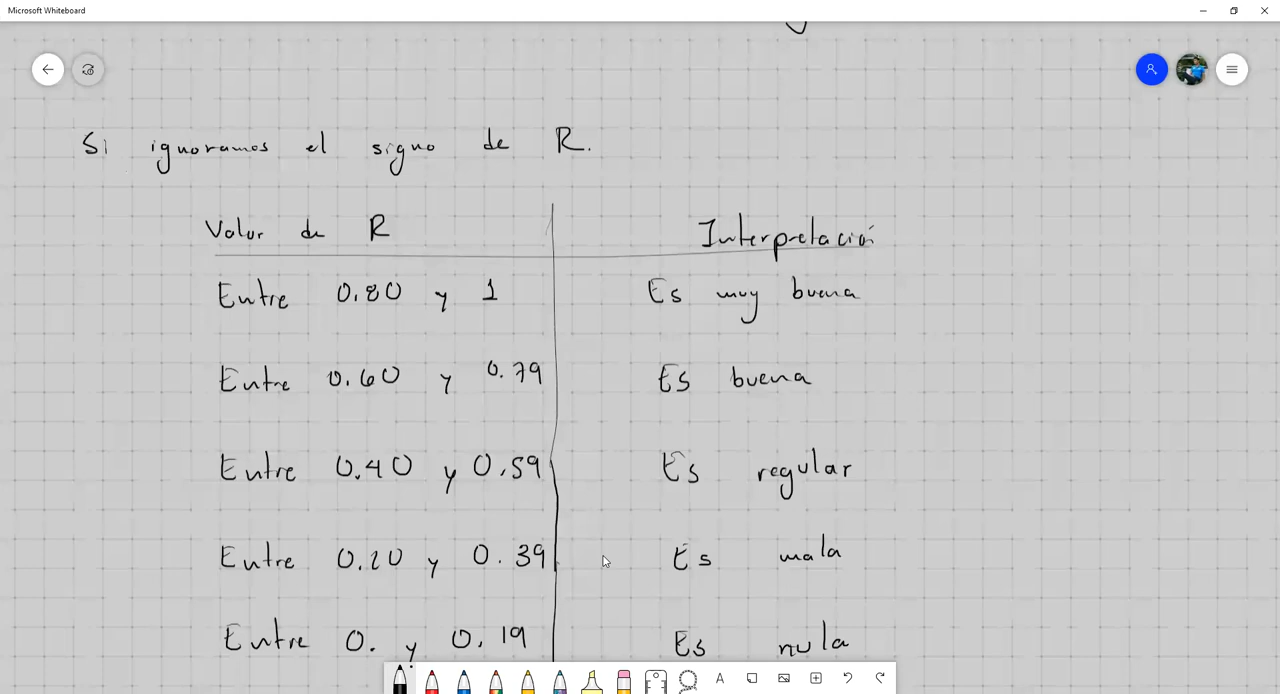 Microsoft Whiteboard
Si ignoramos el signo de R.
Valor de R Interpretació
Entre 0.80 y 1 Es muy buena
Entre 0.60 y 0.79 Es buena
Entre 0.40 y 0.59 Es regular
Entre 0.20 y 0.39 Es mala
Entre 0. y 0.19 Es nula
A